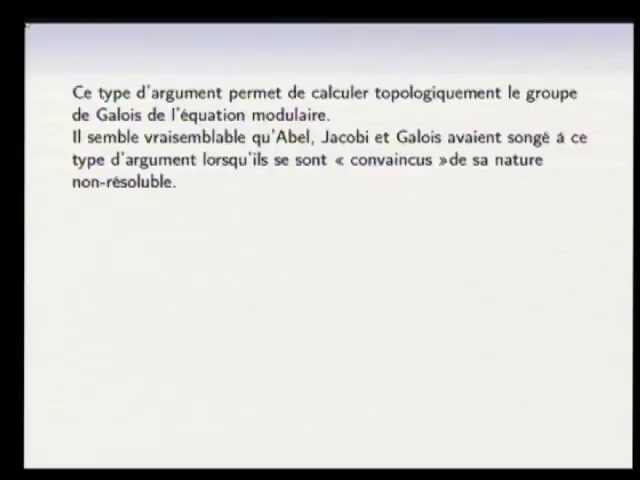 Ce type d'argument permet de calculer topologiquement le groupe
de Galois de l'équation modulaire.
Il semble vraisemblable qu'Abel, Jacobi et Galois avaient songé à ce
type d'argument lorsqu'ils se sont « convaincus »de sa nature
non-résoluble.